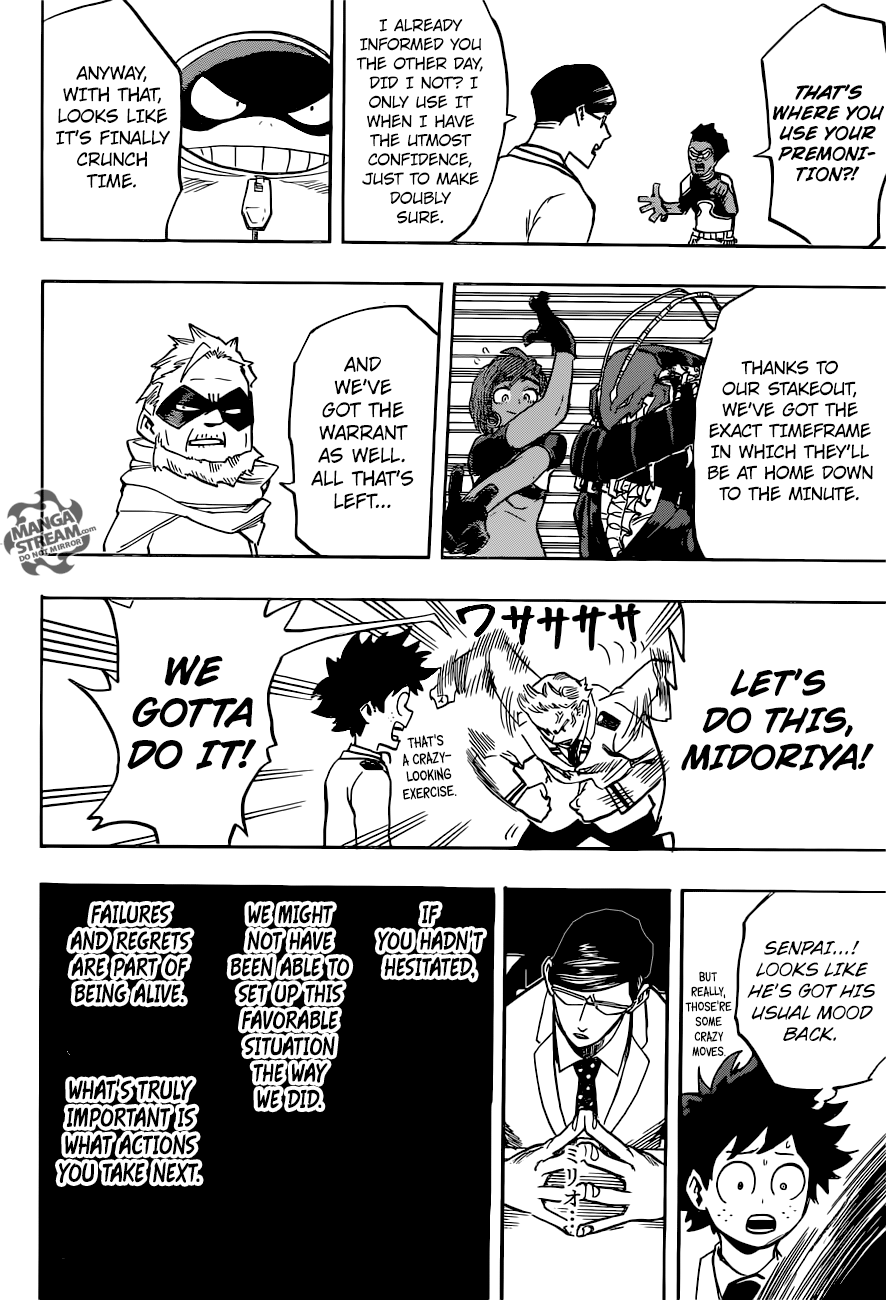 THAT'S
WHERE YOU
USE YOUR
PREMONI-
TION?!
I ALREADY
INFORMED YOU
THE OTHER DAY,
DID I NOT? I
ONLY USE IT
WHEN I HAVE
THE UTMOST
CONFIDENCE,
JUST TO MAKE
DOUBLY
SURE.
ANYWAY,
WITH THAT,
LOOKS LIKE
IT'S FINALLY
CRUNCH
TIME.
THANKS TO
OUR STAKEOUT,
WE'VE GOT THE
EXACT TIMEFRAME
IN WHICH THEY'LL
BE AT HOME DOWN
TO THE MINUTE.
AND
WE'VE
GOT THE
WARRANT
AS WELL.
ALL THAT'S
LEFT...
MANGA
STREAM.com
DO NOT MIRROR
LET'S
DO THIS,
MIDORIYA!
ワサササササ
THAT'S
A CRAZY-
LOOKING
EXERCISE.
WE
GOTTA
DO IT!
SENPAI...!
LOOKS LIKE
HE'S GOT HIS
USUAL MOOD
BACK.
BUT
REALLY,
THOSE'RE
SOME
CRAZY
MOVES.
ミリオ…
IF
YOU HADN'T
HESITATED,
WE MIGHT
NOT HAVE
BEEN ABLE TO
SET UP THIS
FAVORABLE
SITUATION
THE WAY
WE DID.
FAILURES
AND REGRETS
ARE PART OF
BEING ALIVE.
WHAT'S TRULY
IMPORTANT IS
WHAT ACTIONS
YOU TAKE NEXT.